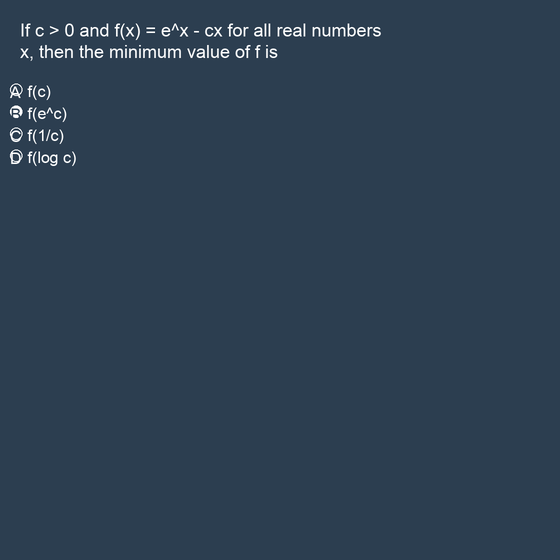 If c > 0 and f(x) = e^x - cx for all real numbers
x, then the minimum value of f is
A f(c)
B f(e^c)
C f(1/c)
D f(log c)